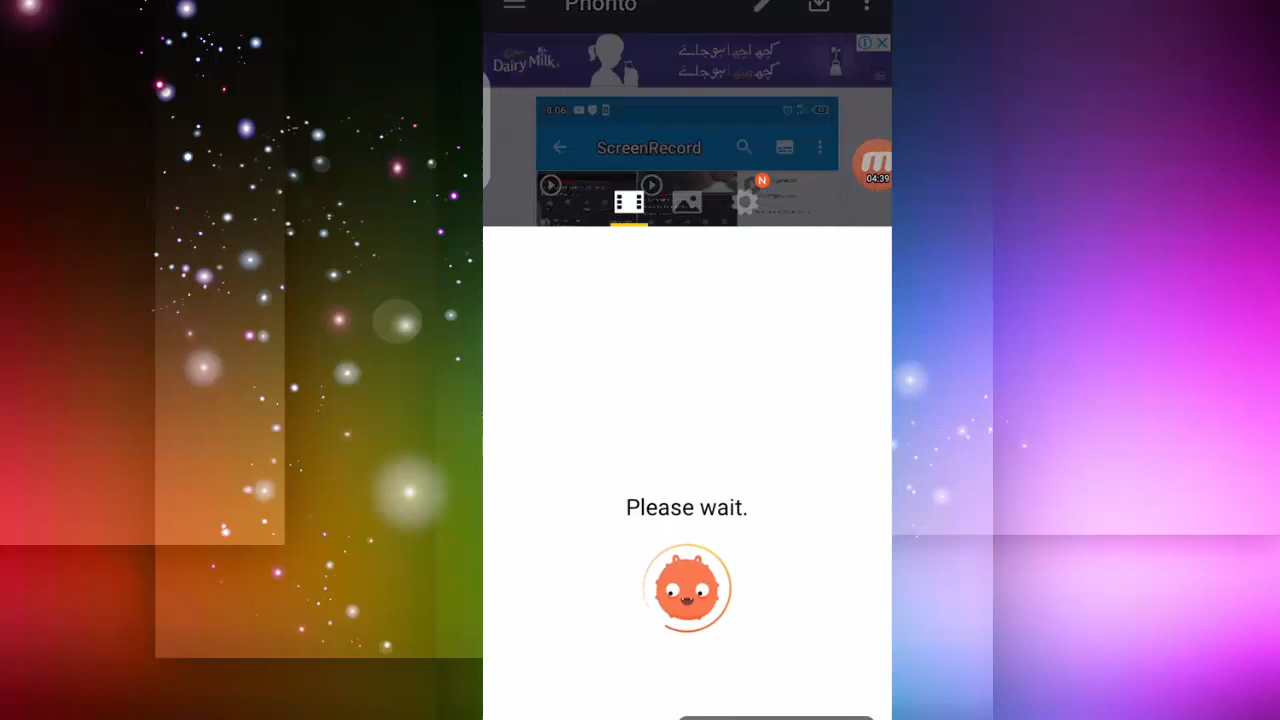 Phonto
Dairy Milk
کچھ اچھا ہو جائے
کچھ میٹھا ہو جائے
8:06
ScreenRecord
04:39
N
Please wait.